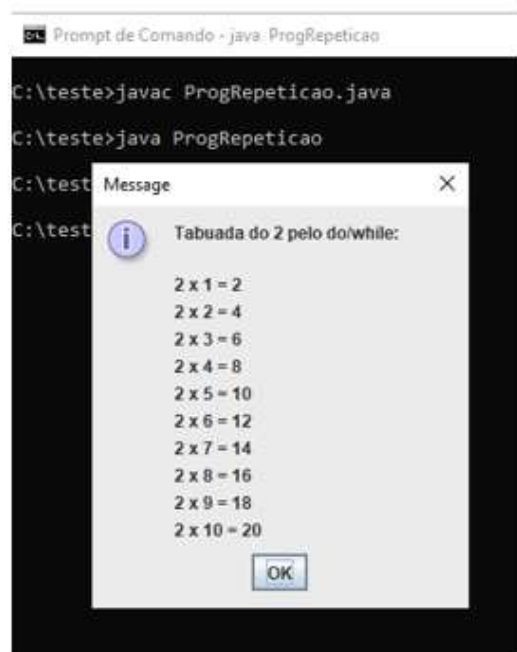 Prompt de Comando - java ProgRepeticao
C:\teste>javac ProgRepeticao.java
C:\teste>java ProgRepeticao
C:\test
Message
C:\test
Tabuada do 2 pelo do/while:
2 x 1 = 2
2 x 2 = 4
2 x 3 = 6
2 x 4 = 8
2 x 5 = 10
2 x 6 = 12
2 x 7 = 14
2 x 8 = 16
2 x 9 = 18
2 x 10 = 20
OK